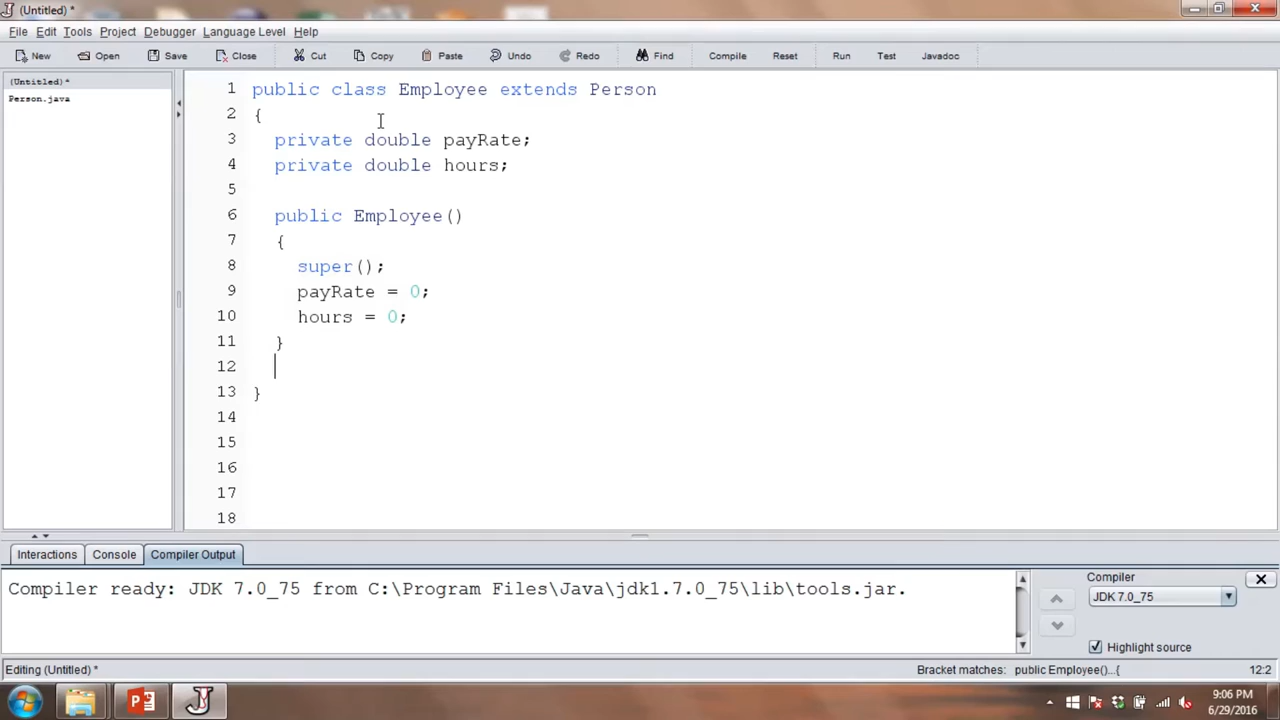 (Untitled) *
File Edit Tools Project Debugger Language Level Help
New Open Save Close Cut Copy Paste Undo Redo Find Compile Reset Run Test Javadoc
(Untitled) *
Person.java
1 public class Employee extends Person
2 {
3 private double payRate;
4 private double hours;
5
6 public Employee()
7 {
8 super();
9 payRate = 0;
10 hours = 0;
11 }
12
13 }
14
15
16
17
18
Interactions Console Compiler Output
Compiler ready: JDK 7.0_75 from C:\Program Files\Java\jdk1.7.0_75\lib\tools.jar.
Compiler
JDK 7.0_75
Highlight source
Editing (Untitled) * Bracket matches: public Employee()...{ 12:2
9:06 PM
6/29/2016